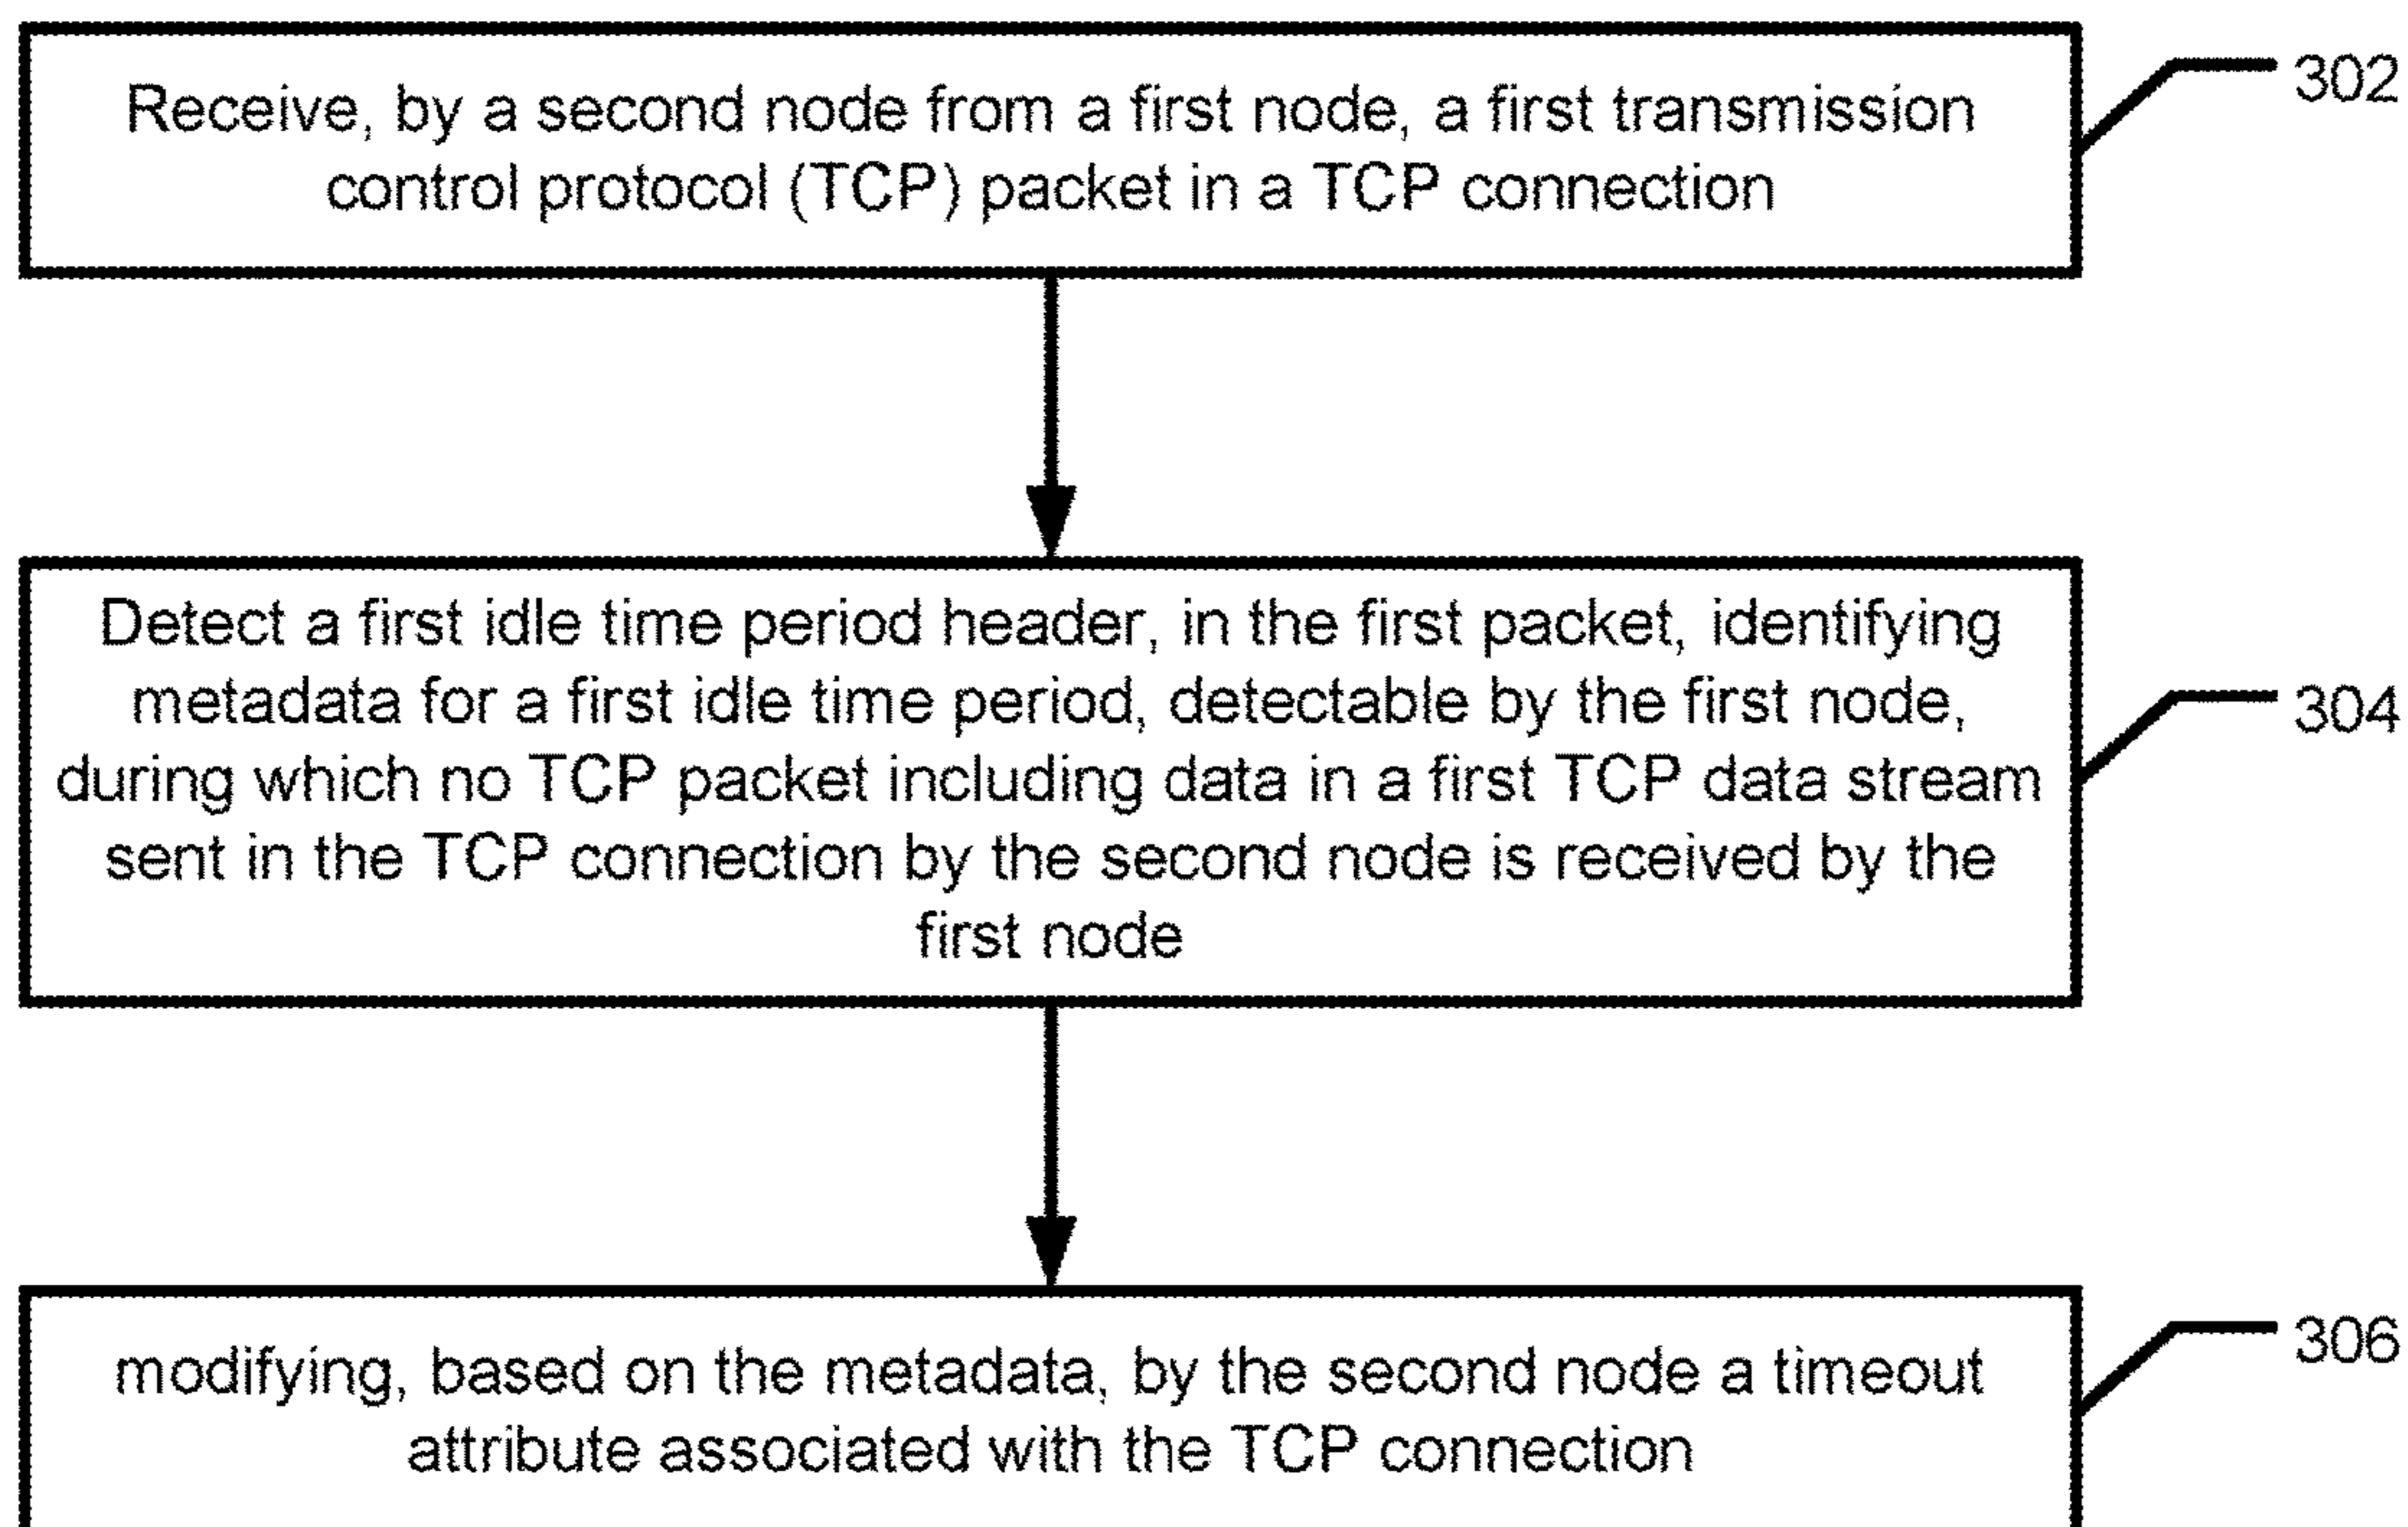 Receive, by a second node from a first node, a first transmission
control protocol (TCP) packet in a TCP connection
302
Detect a first idle time period header, in the first packet, identifying
metadata for a first idle time period, detectable by the first node,
during which no TCP packet including data in a first TCP data stream
sent in the TCP connection by the second node is received by the
first node
304
modifying, based on the metadata, by the second node a timeout
attribute associated with the TCP connection
306